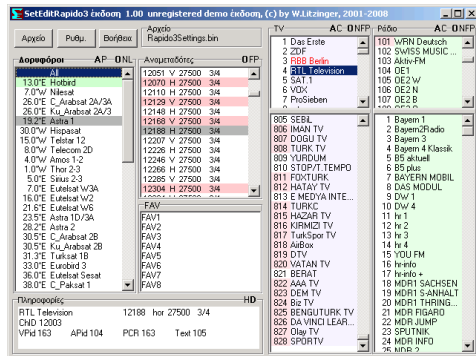 SetEditRapido3 έκδοση 1.00 unregistered demo έκδοση, (c) by W.Litzinger, 2001-2008
Αρχείο
Ρυθμ.
Βοήθεια
Αρχείο
Rapido3Settings.bin
Δορυφόροι AP ONL
All
13.0°E Hotbird
7.0°W Nilesat
26.0°E C_Arabsat 2A/3A
26.0°E Ku_Arabsat 2/3A
19.2°E Astra 1
30.0°W Hispasat
15.0°W Telstar 12
8.0°W Telecom 2D
4.0°W Amos 1-2
1.0°W Thor 2-3
5.0°E Sirius 2-3
7.0°E Eutelsat W3A
16.0°E Eutelsat W2
21.6°E Eutelsat W6
23.5°E Astra 1D/3A
28.2°E Astra 2
30.5°E C_Arabsat 2B
30.5°E Ku_Arabsat 2B
31.3°E Turksat 1B
33.0°E Eurobird 3
36.0°E Eutelsat Sesat
38.0°E C_Paksat 1
Αναμεταδότες OFP
12051 V 27500 3/4
12070 H 27500 3/4
12110 H 27500 3/4
12129 V 27500 3/4
12148 H 27500 3/4
12168 V 27500 3/4
12188 H 27500 3/4
12207 V 27500 3/4
12226 H 27500 3/4
12246 V 27500 3/4
12266 H 27500 3/4
12285 V 27500 3/4
12304 H 27500 3/4
FAV
FAV1
FAV2
FAV3
FAV4
FAV5
FAV6
FAV7
FAV8
Πληροφορίες HD
RTL Television 12188 hor 27500 3/4
CHD 12003
VPid 163 APid 104 PCR 163 Text 105
TV AC ONFP
1 Das Erste
2 ZDF
3 RBB Berlin
4 RTL Television
5 SAT.1
6 VOX
7 ProSieben
805 SEBiL
806 IMAN TV
807 DOGU TV
808 TURK TV
809 YURDUM
810 STOP/T.TEMPO
811 FOXTURK
812 HATAY TV
813 E MEDYA INTE...
814 TURKC
815 HAZAR TV
816 KIRMIZI TV
817 TurkSpor TV
818 AirBox
819 DTV
820 VATAN TV
821 BERAT
822 AAA TV
823 DEM TV
824 Biz TV
825 BENGUTURK TV
826 DA VINCI LEAR...
827 Olay TV
828 SPORTV
Ράδιο AC ONFP
101 WRN Deutsch
102 SWISS MUSIC ...
103 Aktiv-FM
104 OE1
105 OE2 W
106 OE2 N
107 OE2 B
1 Bayern 1
2 Bayern2Radio
3 Bayern 3
4 Bayern 4 Klassik
5 B5 aktuell
6 B5 plus
7 BAYERN MOBIL
8 DAS MODUL
9 DW 4
10 DW 4
11 hr 1
12 hr 2
13 hr 3
14 hr 4
15 YOU FM
16 hr-info
17 hr-info +
18 MDR1 SACHSEN
19 MDR1 S-ANHALT
20 MDR1 THRING...
21 MDR FIGARO
22 MDR JUMP
23 SPUTNIK
24 MDR INFO
25 NDR 2